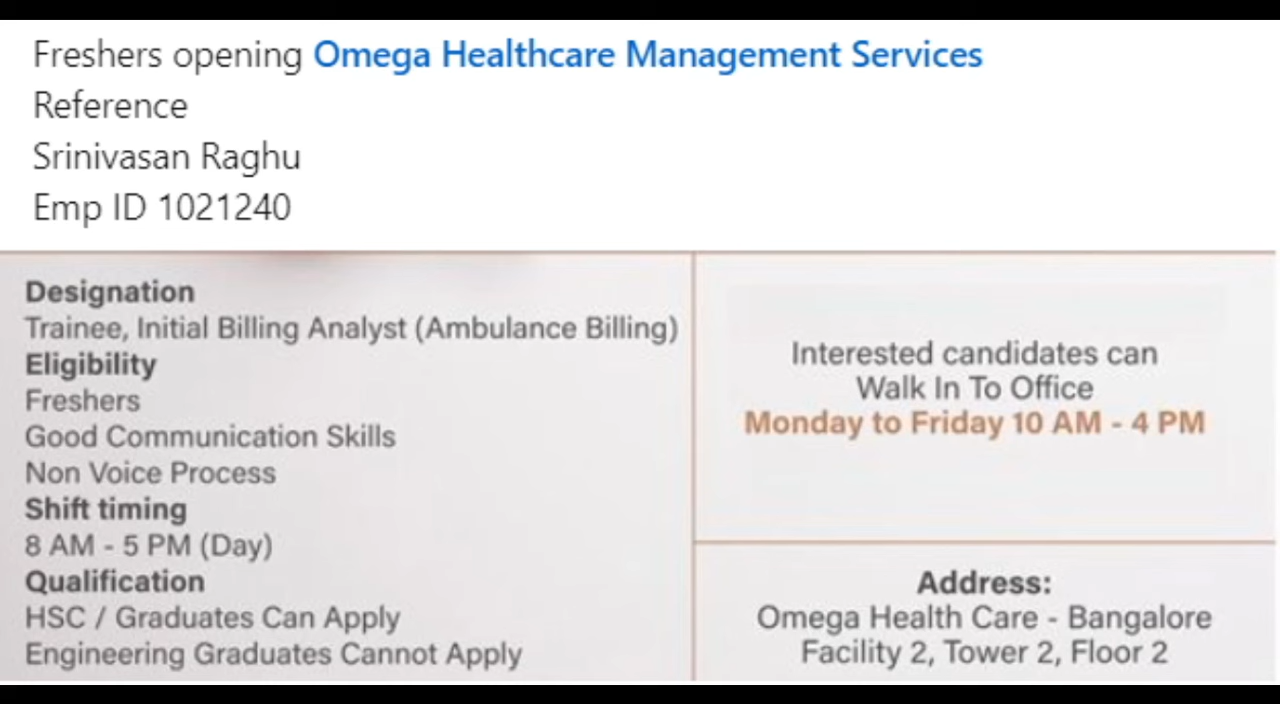 Freshers opening Omega Healthcare Management Services
Reference
Srinivasan Raghu
Emp ID 1021240
Designation
Trainee, Initial Billing Analyst (Ambulance Billing)
Eligibility
Freshers
Good Communication Skills
Non Voice Process
Shift timing
8 AM - 5 PM (Day)
Qualification
HSC / Graduates Can Apply
Engineering Graduates Cannot Apply
Interested candidates can
Walk In To Office
Monday to Friday 10 AM - 4 PM
Address:
Omega Health Care - Bangalore
Facility 2, Tower 2, Floor 2